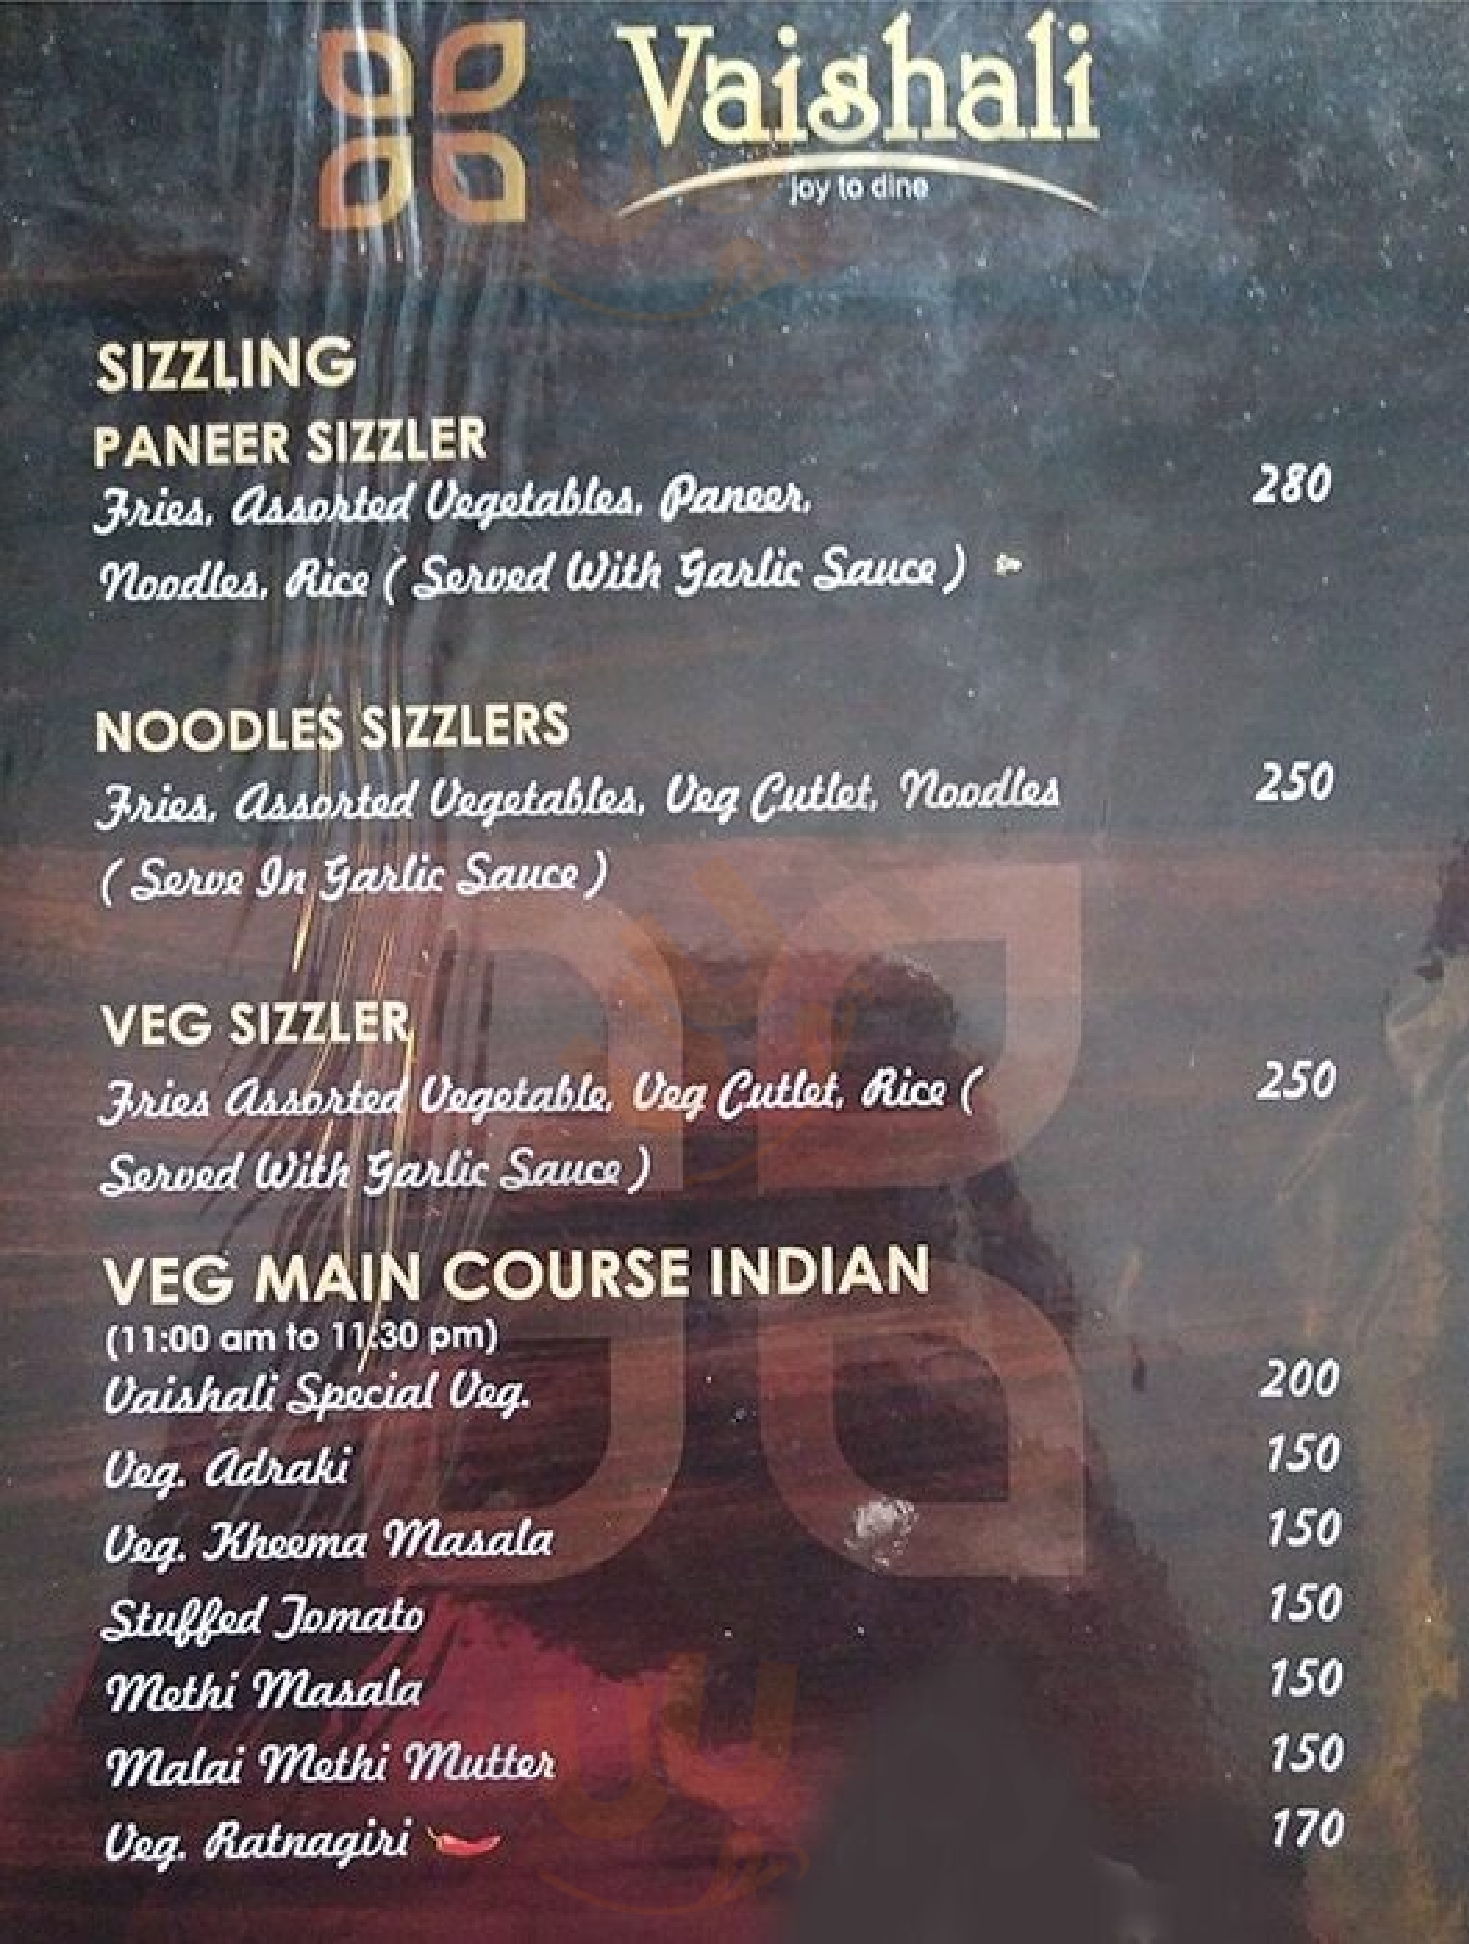 Vaishali
joy to dine
SIZZLING
PANEER SIZZLER
Fries, Assorted Vegetables, Paneer, 280
Noodles, Rice ( Served With Garlic Sauce )
NOODLES SIZZLERS
Fries, Assorted Vegetables, Veg Cutlet, Noodles 250
( Serve In Garlic Sauce )
VEG SIZZLER
Fries Assorted Vegetable, Veg Cutlet, Rice ( 250
Served With Garlic Sauce )
VEG MAIN COURSE INDIAN
(11:00 am to 11:30 pm)
Vaishali Special Veg. 200
Veg. Adraki 150
Veg. Kheema Masala 150
Stuffed Tomato 150
Methi Masala 150
Malai Methi Mutter 150
Veg. Ratnagiri 170